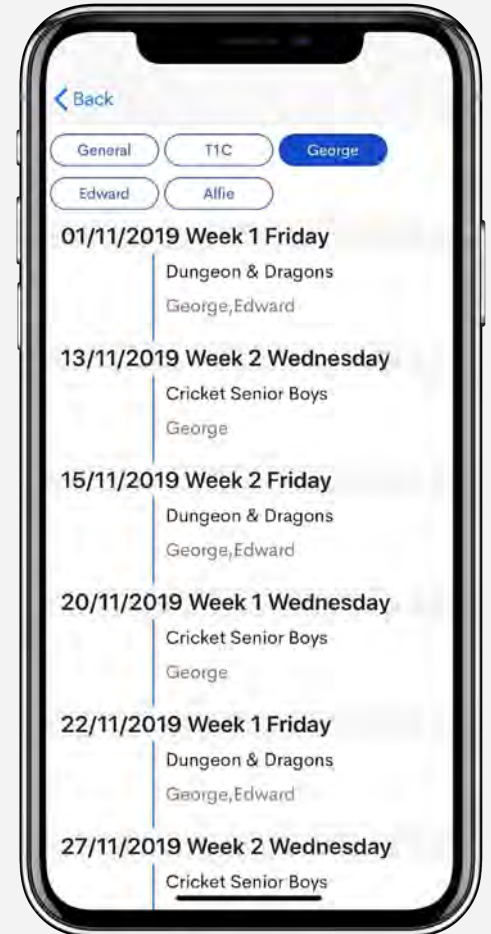 Back
General T1C George
Edward Alfie
01/11/2019 Week 1 Friday
Dungeon & Dragons
George,Edward
13/11/2019 Week 2 Wednesday
Cricket Senior Boys
George
15/11/2019 Week 2 Friday
Dungeon & Dragons
George,Edward
20/11/2019 Week 1 Wednesday
Cricket Senior Boys
George
22/11/2019 Week 1 Friday
Dungeon & Dragons
George,Edward
27/11/2019 Week 2 Wednesday
Cricket Senior Boys